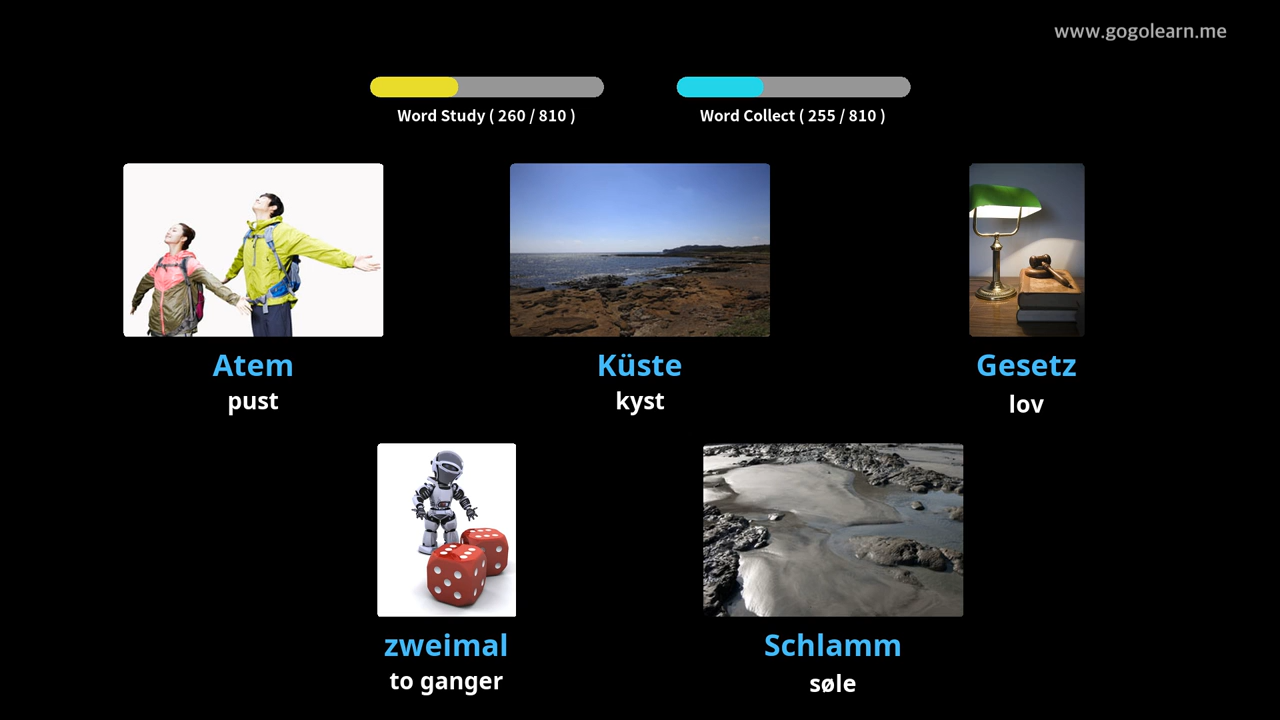 www.gogolearn.me
Word Study ( 260 / 810 )
Word Collect ( 255 / 810 )
Atem
pust
Küste
kyst
Gesetz
lov
zweimal
to ganger
Schlamm
søle